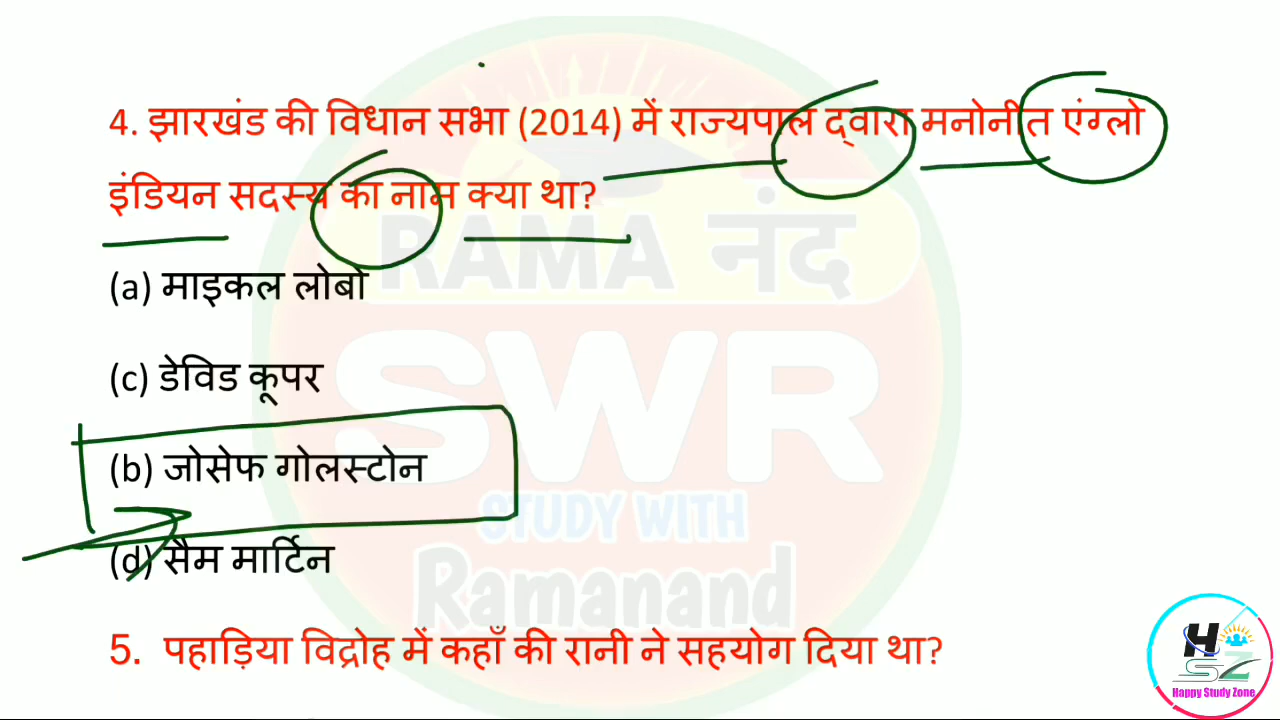 4. झारखंड की विधान सभा (2014) में राज्यपाल द्वारा मनोनीत एंग्लो
इंडियन सदस्य का नाम क्या था?
(a) माइकल लोबो
(c) डेविड कूपर
(b) जोसेफ गोलस्टोन
(d) सैम मार्टिन
5. पहाड़िया विद्रोह में कहाँ की रानी ने सहयोग दिया था?
RAMA नंद
SWR
STUDY WITH
Ramanand
H
SZ
Happy Study Zone